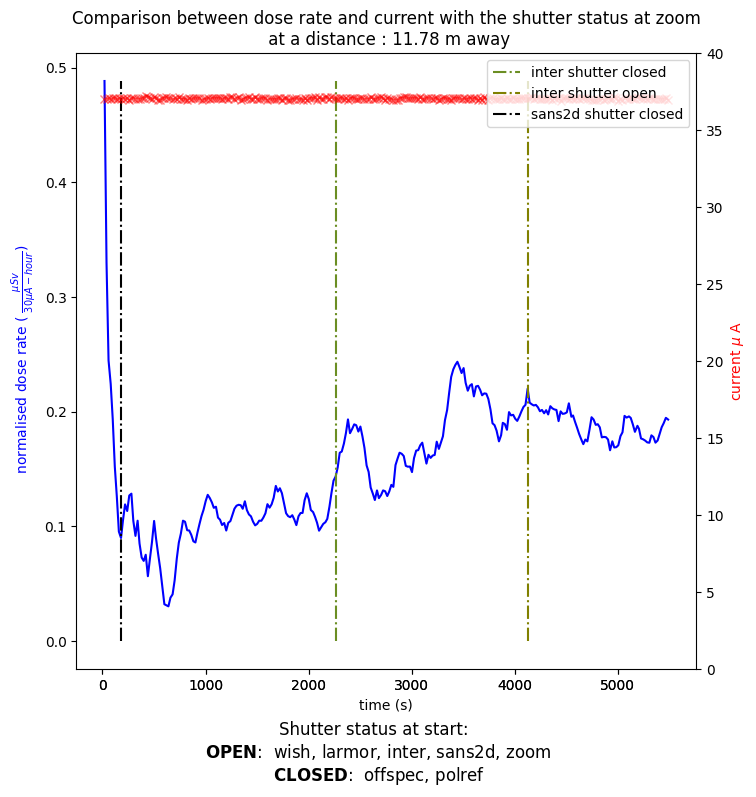 Comparison between dose rate and current with the shutter status at zoom
at a distance : 11.78 m away
inter shutter closed
inter shutter open
sans2d shutter closed
normalised dose rate ( μSv / 30μA − hour )
0.5
0.4
0.3
0.2
0.1
0.0
40
35
30
25
20
15
10
5
0
current μ A
0 1000 2000 3000 4000 5000
time (s)
Shutter status at start:
OPEN: wish, larmor, inter, sans2d, zoom
CLOSED: offspec, polref